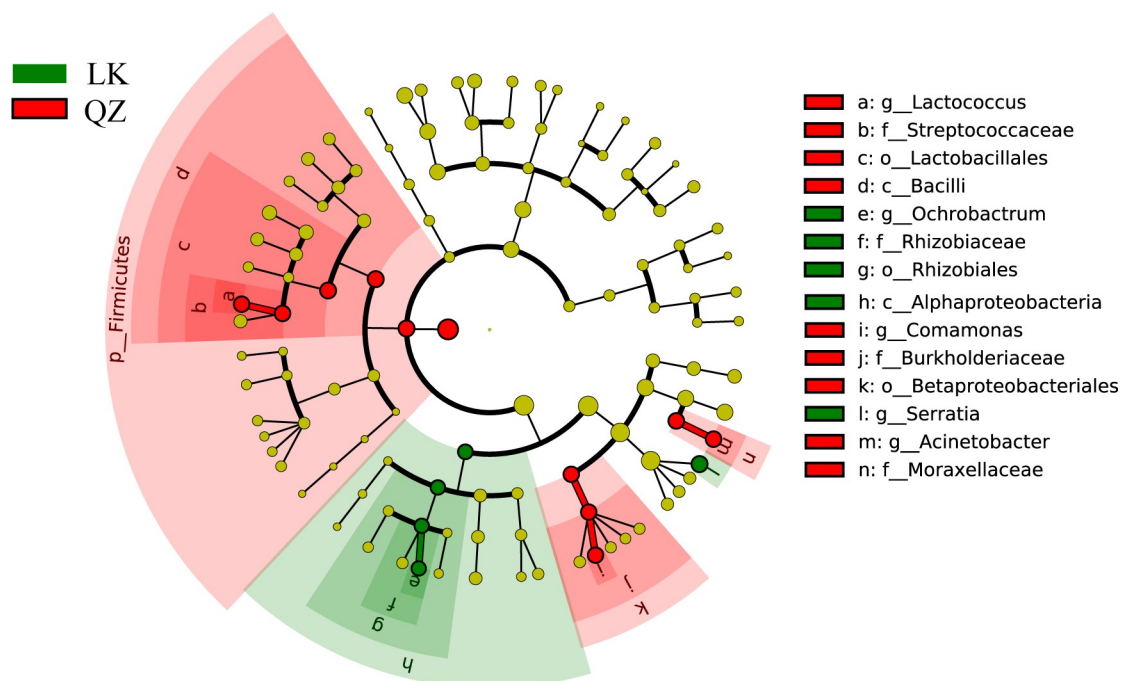 LK
QZ
p__Firmicutes
d
c
b
a
e
f
g
h
i
j
k
l
m
n
a: g__Lactococcus
b: f__Streptococcaceae
c: o__Lactobacillales
d: c__Bacilli
e: g__Ochrobactrum
f: f__Rhizobiaceae
g: o__Rhizobiales
h: c__Alphaproteobacteria
i: g__Comamonas
j: f__Burkholderiaceae
k: o__Betaproteobacteriales
l: g__Serratia
m: g__Acinetobacter
n: f__Moraxellaceae